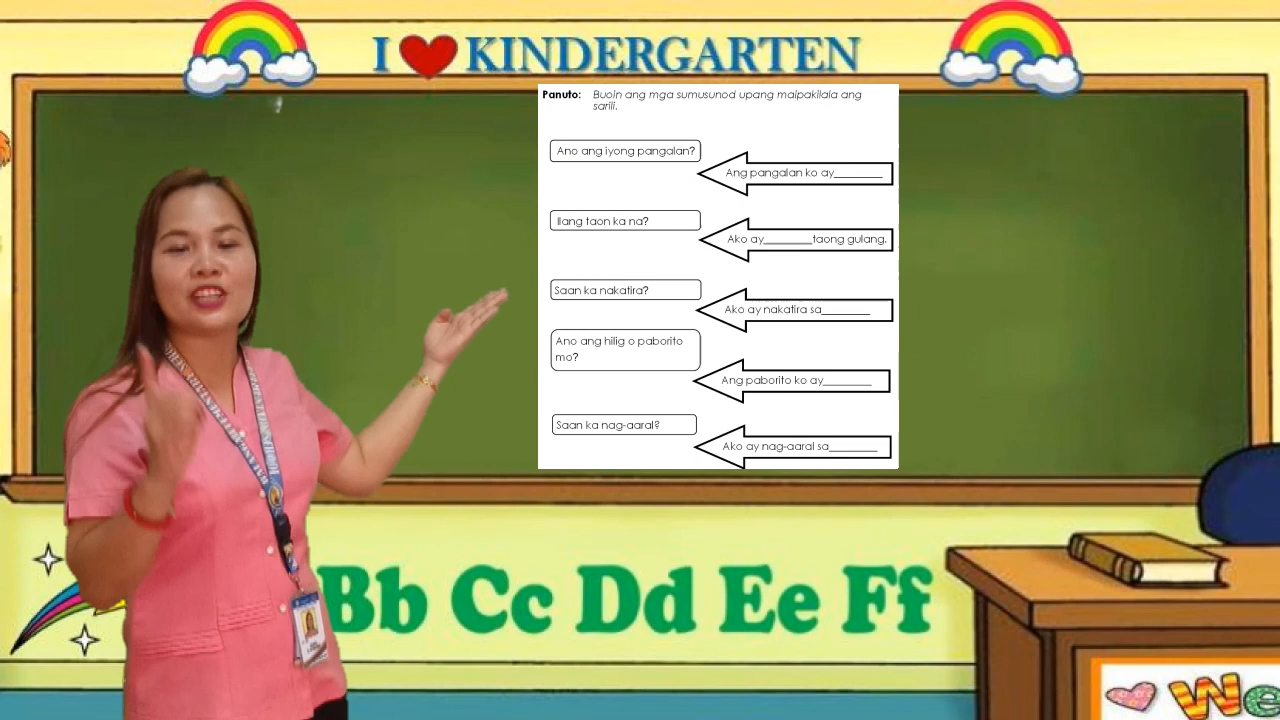 I KINDERGARTEN
Panuto: Buoin ang mga sumusunod upang maipakilala ang
sarili.
Ano ang iyong pangalan?
Ang pangalan ko ay________
Ilang taon ka na?
Ako ay________taong gulang.
Saan ka nakatira?
Ako ay nakatira sa________
Ano ang hilig o paborito
mo?
Ang paborito ko ay________
Saan ka nag-aaral?
Ako ay nag-aaral sa________
Bb Cc Dd Ee Ff
We